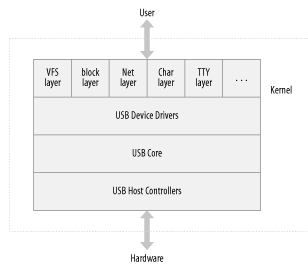 User
VFS layer
block layer
Net layer
Char layer
TTY layer
. . .
Kernel
USB Device Drivers
USB Core
USB Host Controllers
Hardware